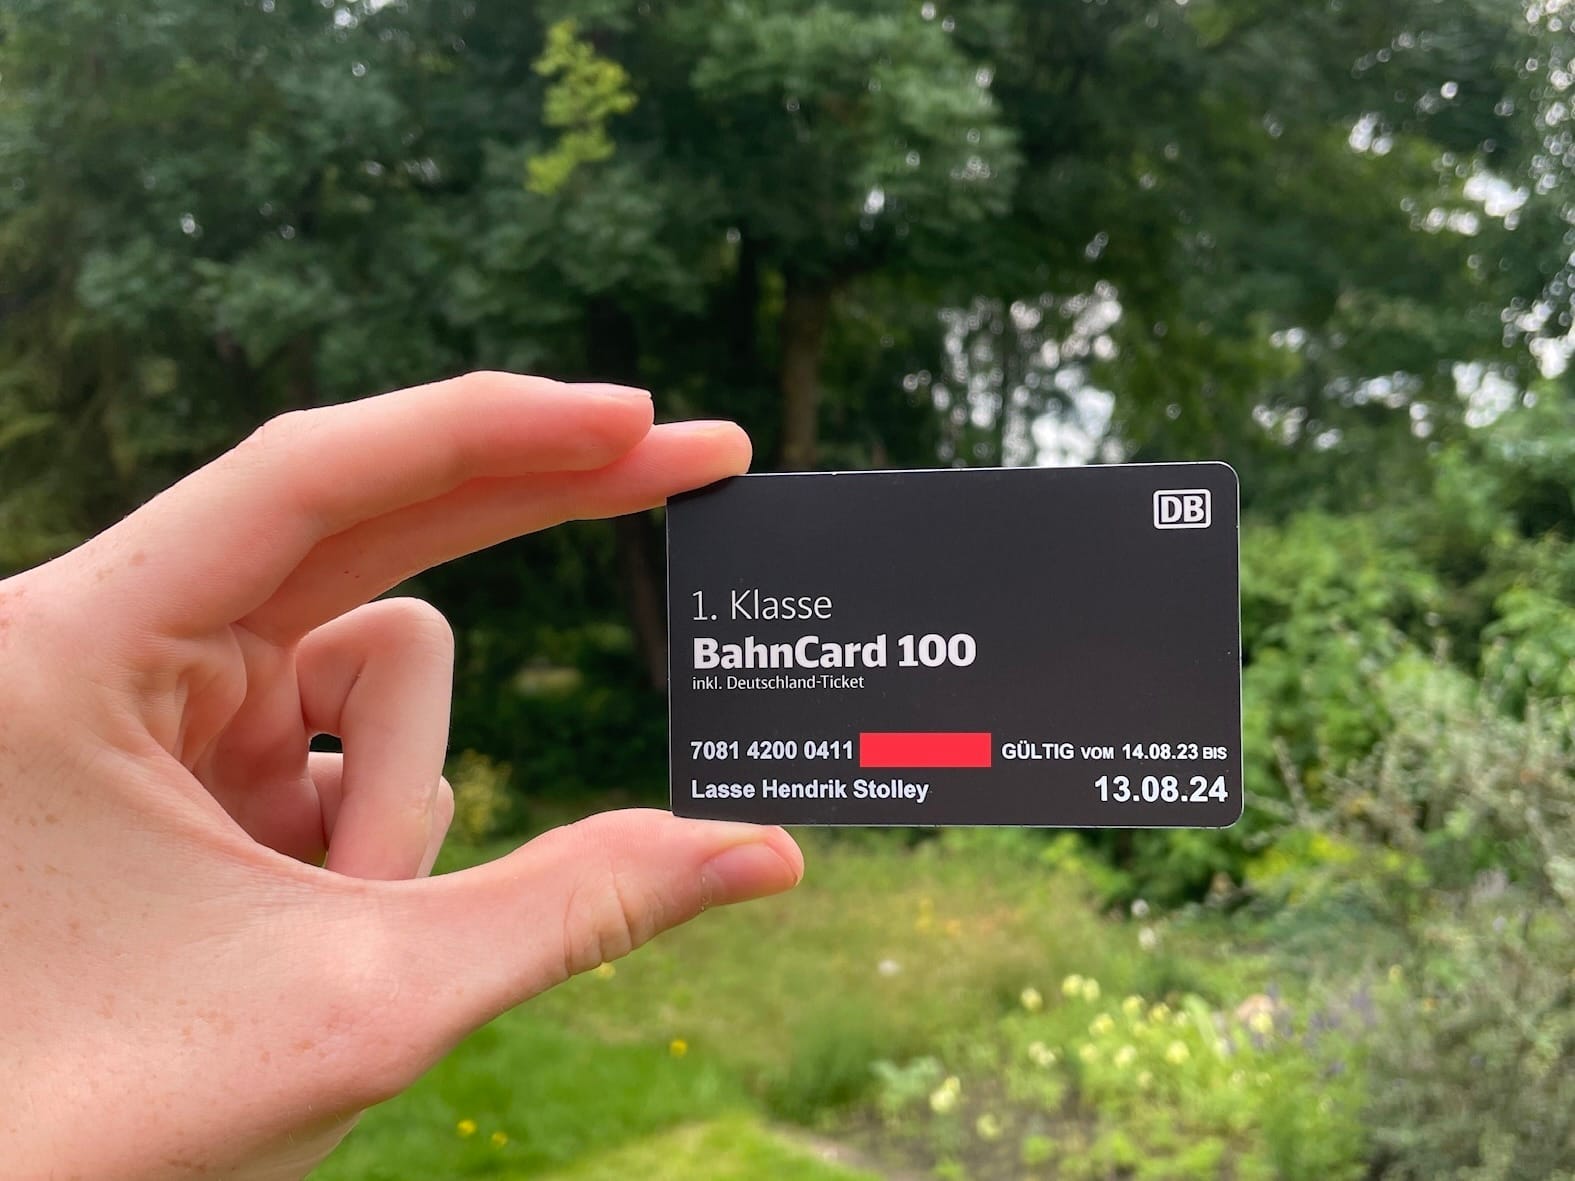 DB
1. Klasse
BahnCard 100
inkl. Deutschland-Ticket
7081 4200 0411 GÜLTIG VOM 14.08.23 BIS
Lasse Hendrik Stolley 13.08.24